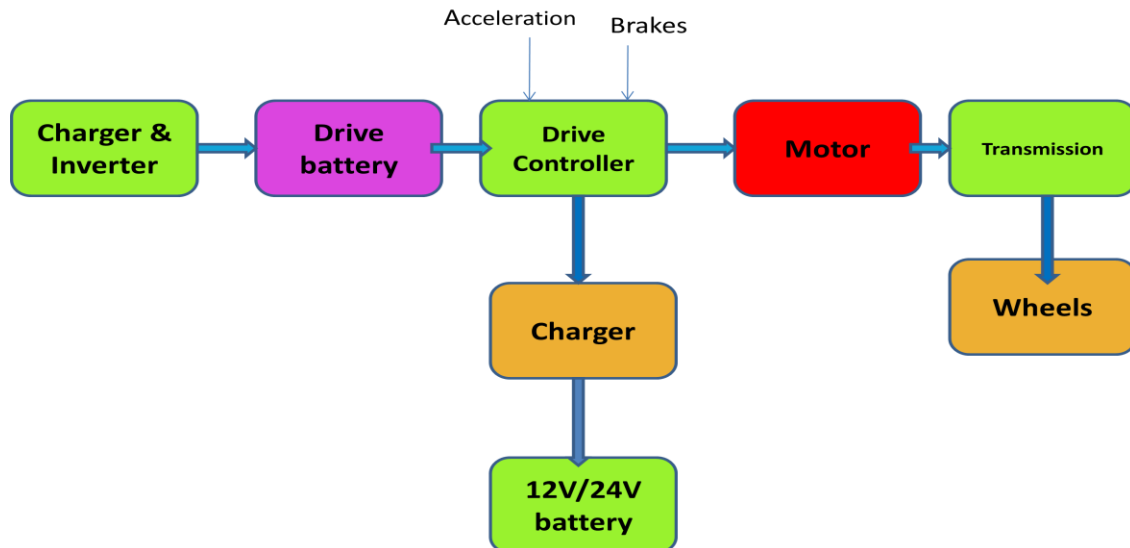 Acceleration
Brakes
Charger &
Inverter
Drive
battery
Drive
Controller
Motor
Transmission
Charger
Wheels
12V/24V
battery